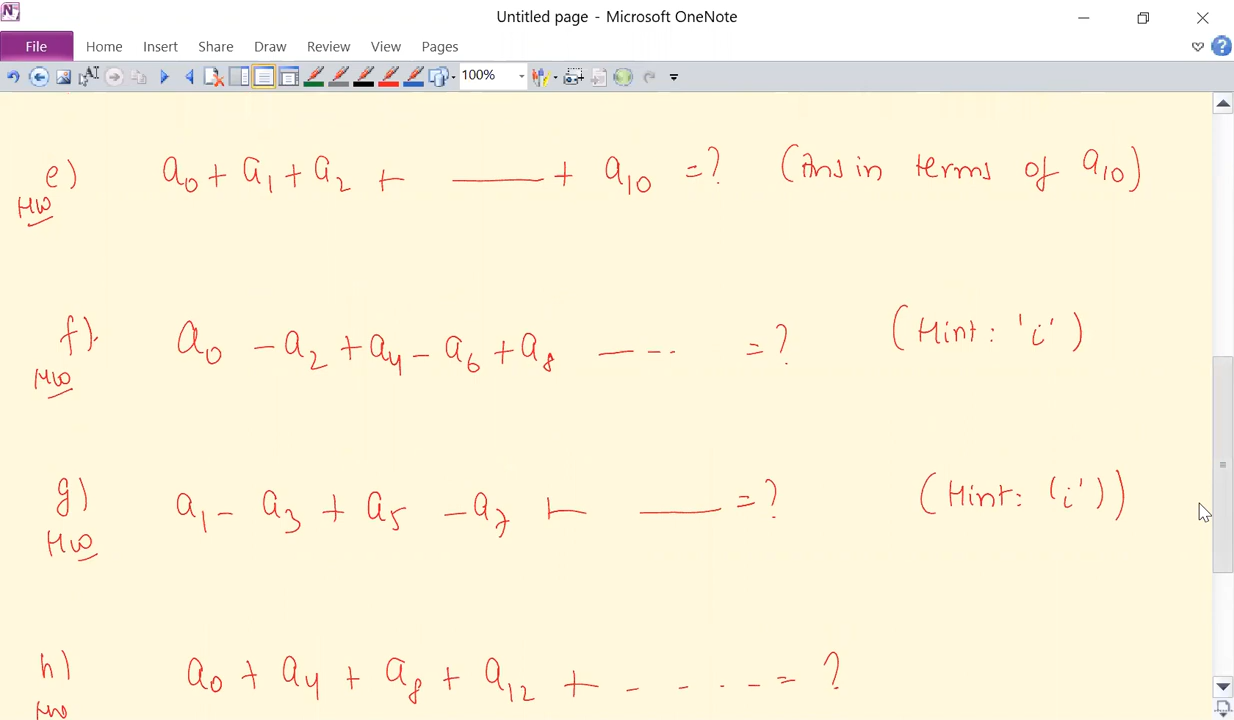 Untitled page - Microsoft OneNote
File Home Insert Share Draw Review View Pages
100%
e) a₀ + a₁ + a₂ + —— + a₁₀ = ? (Ans in terms of a₁₀)
HW
f). a₀ - a₂ + a₄ - a₆ + a₈ ---- = ? (Hint: 'i')
HW
g) a₁ - a₃ + a₅ - a₇ + —— = ? (Hint: 'i')
HW
h) a₀ + a₄ + a₈ + a₁₂ + ---- = ?
HW